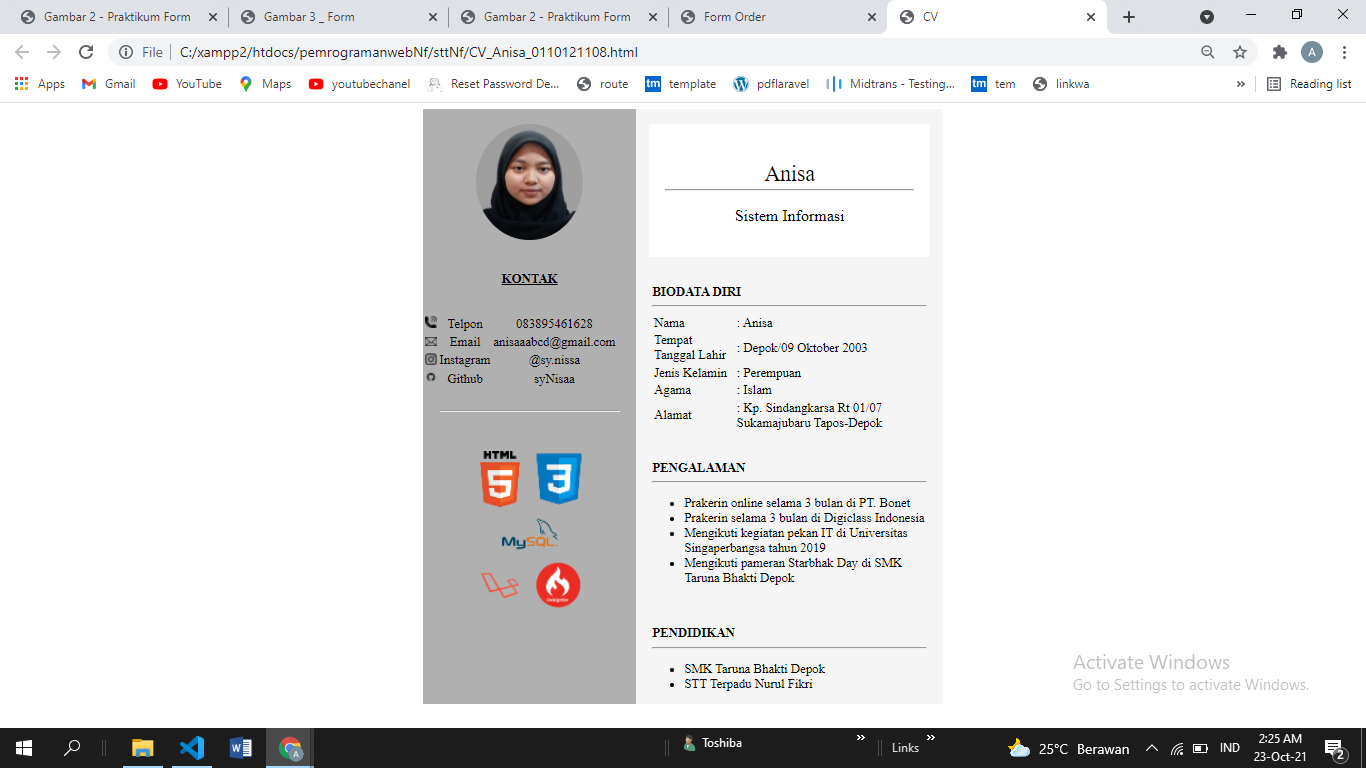 Gambar 2 - Praktikum Form
Gambar 3 _ Form
Gambar 2 - Praktikum Form
Form Order
CV
File
C:/xampp2/htdocs/pemrogramanwebNf/sttNf/CV_Anisa_0110121108.html
A
Apps
Gmail
YouTube
Maps
youtubechanel
Reset Password De...
route
tm template
pdflaravel
Midtrans - Testing...
tm tem
linkwa
»
Reading list
Anisa
Sistem Informasi
KONTAK
Telpon 083895461628
Email anisaaabcd@gmail.com
Instagram @sy.nissa
Github syNisaa
HTML
5
3
MySQL
CodeIgniter
BIODATA DIRI
Nama : Anisa
Tempat
Tanggal Lahir : Depok/09 Oktober 2003
Jenis Kelamin : Perempuan
Agama : Islam
Alamat : Kp. Sindangkarsa Rt 01/07
Sukamajubaru Tapos-Depok
PENGALAMAN
• Prakerin online selama 3 bulan di PT. Bonet
• Prakerin selama 3 bulan di Digiclass Indonesia
• Mengikuti kegiatan pekan IT di Universitas
Singaperbangsa tahun 2019
• Mengikuti pameran Starbhak Day di SMK
Taruna Bhakti Depok
PENDIDIKAN
• SMK Taruna Bhakti Depok
• STT Terpadu Nurul Fikri
Activate Windows
Go to Settings to activate Windows.
Toshiba
»
Links
»
25°C Berawan
IND
2:25 AM
23-Oct-21
2